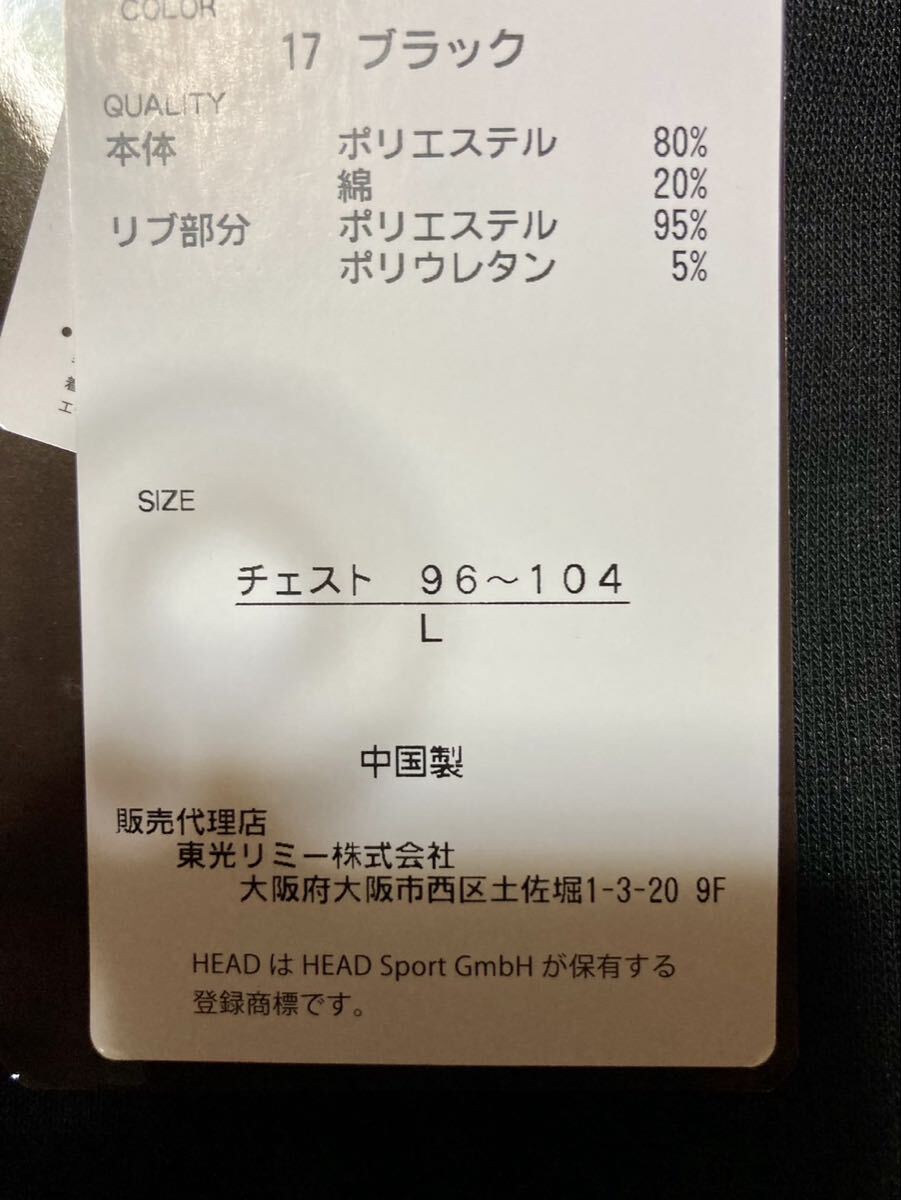 COLOR
17 ブラック
QUALITY
本体 ポリエステル 80%
綿 20%
リブ部分 ポリエステル 95%
ポリウレタン 5%
SIZE
チェスト 96～104
L
中国製
販売代理店
東光リミー株式会社
大阪府大阪市西区土佐堀1-3-20 9F
HEAD は HEAD Sport GmbH が保有する
登録商標です。